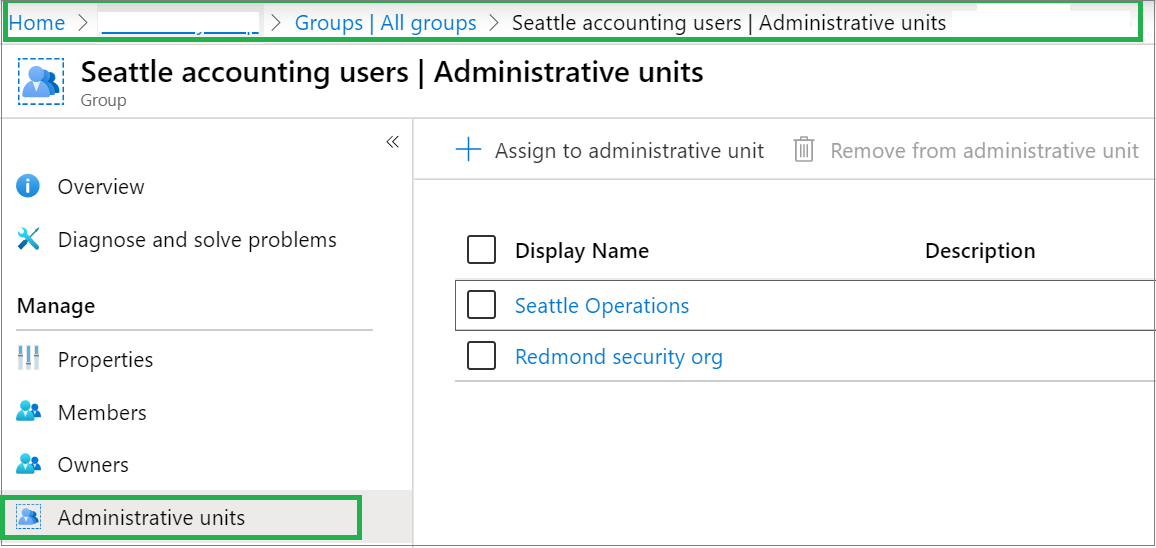 Home > > Groups | All groups > Seattle accounting users | Administrative units
Seattle accounting users | Administrative units
Group
«
+ Assign to administrative unit Remove from administrative unit
Overview
Diagnose and solve problems
Manage
Properties
Members
Owners
Administrative units
Display Name Description
Seattle Operations
Redmond security org